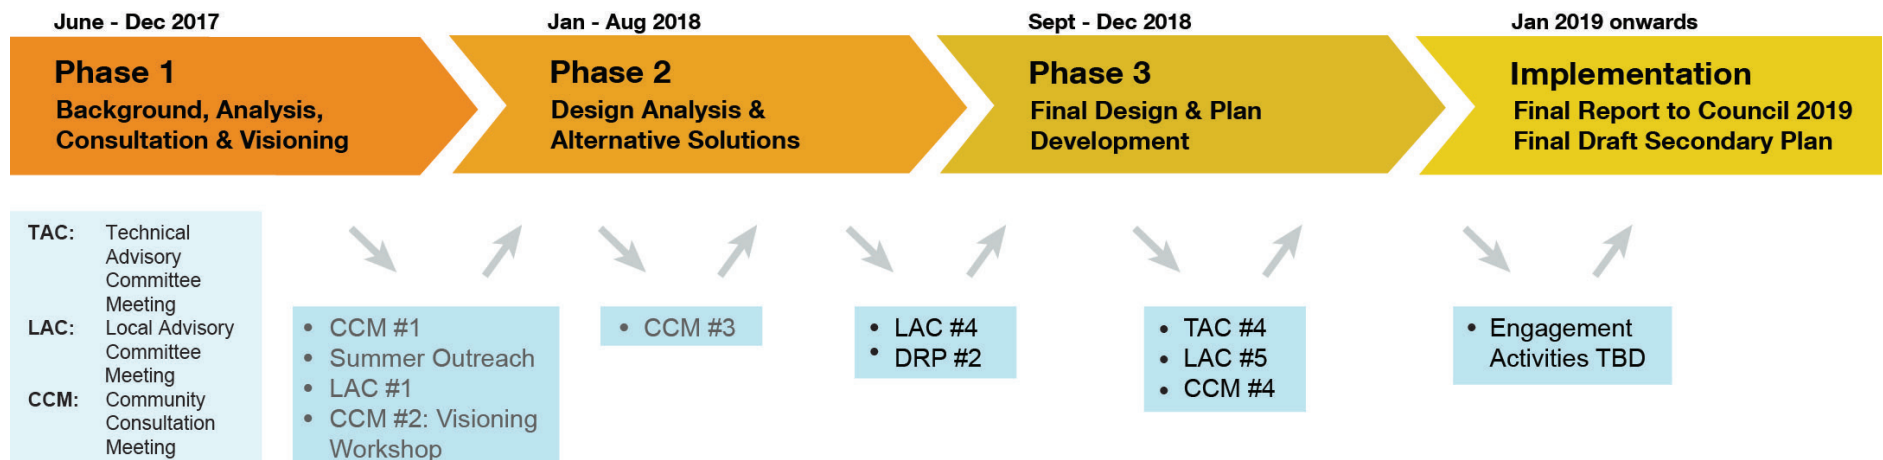 June - Dec 2017
Phase 1
Background, Analysis,
Consultation & Visioning
Jan - Aug 2018
Phase 2
Design Analysis &
Alternative Solutions
Sept - Dec 2018
Phase 3
Final Design & Plan
Development
Jan 2019 onwards
Implementation
Final Report to Council 2019
Final Draft Secondary Plan
TAC: Technical
Advisory
Committee
Meeting
LAC: Local Advisory
Committee
Meeting
CCM: Community
Consultation
Meeting
• CCM #1
• Summer Outreach
• LAC #1
• CCM #2: Visioning
Workshop
• CCM #3
• LAC #4
• DRP #2
• TAC #4
• LAC #5
• CCM #4
• Engagement
Activities TBD